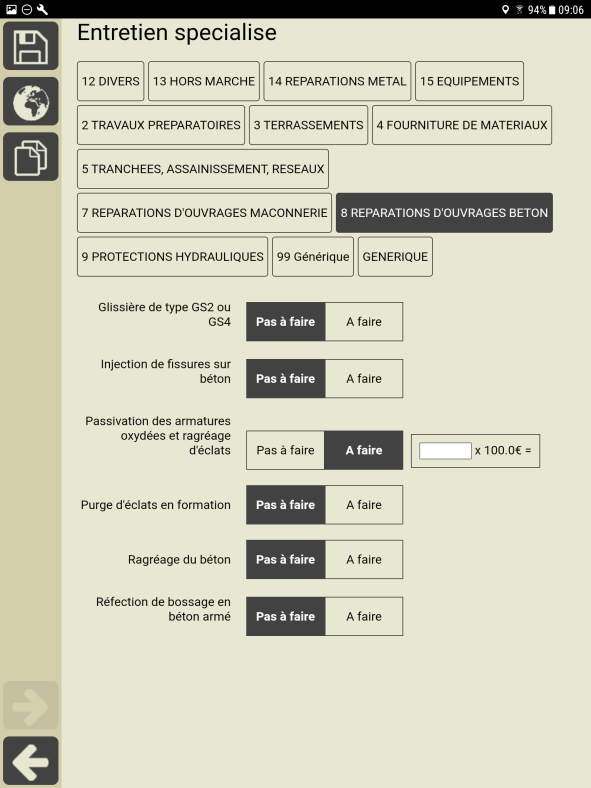 94% 09:06
Entretien specialise
12 DIVERS 13 HORS MARCHE 14 REPARATIONS METAL 15 EQUIPEMENTS
2 TRAVAUX PREPARATOIRES 3 TERRASSEMENTS 4 FOURNITURE DE MATERIAUX
5 TRANCHEES, ASSAINISSEMENT, RESEAUX
7 REPARATIONS D'OUVRAGES MACONNERIE 8 REPARATIONS D'OUVRAGES BETON
9 PROTECTIONS HYDRAULIQUES 99 Générique GENERIQUE
Glissière de type GS2 ou
GS4
Pas à faire A faire
Injection de fissures sur
béton
Pas à faire A faire
Passivation des armatures
oxydées et ragréage
d'éclats
Pas à faire A faire x 100.0€ =
Purge d'éclats en formation Pas à faire A faire
Ragréage du béton Pas à faire A faire
Réfection de bossage en
béton armé
Pas à faire A faire